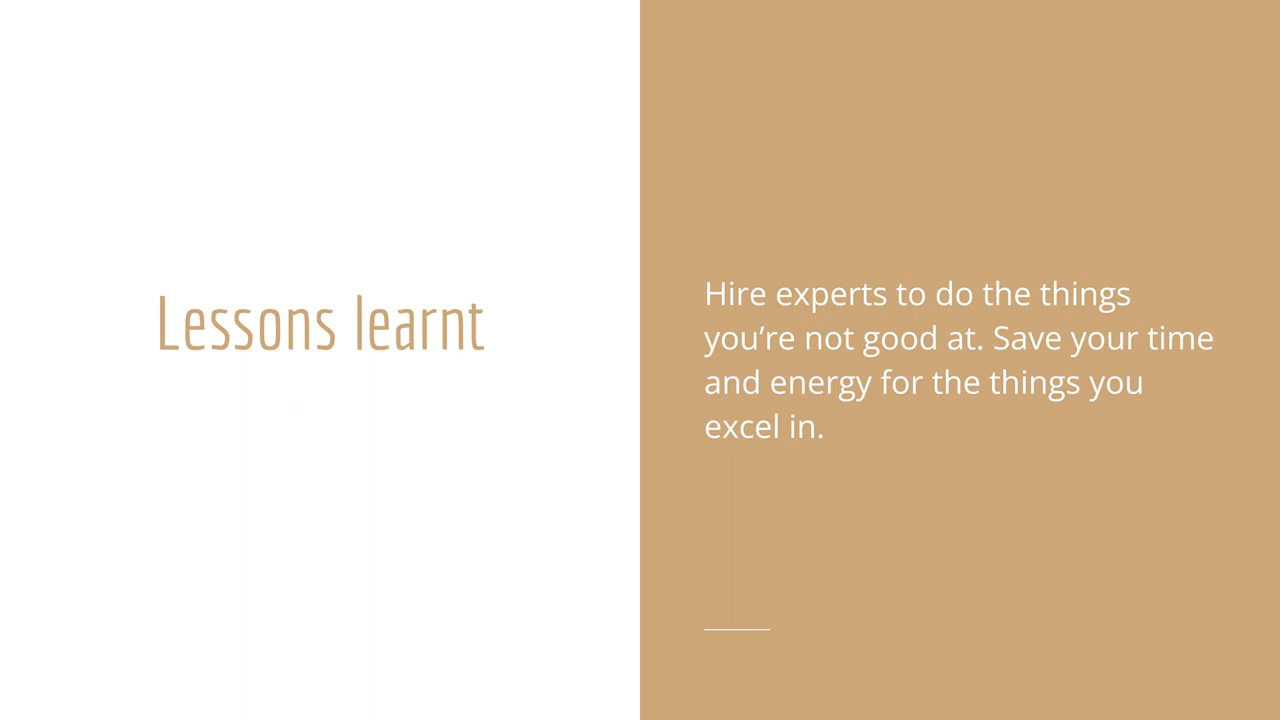 Lessons learnt
Hire experts to do the things
you’re not good at. Save your time
and energy for the things you
excel in.